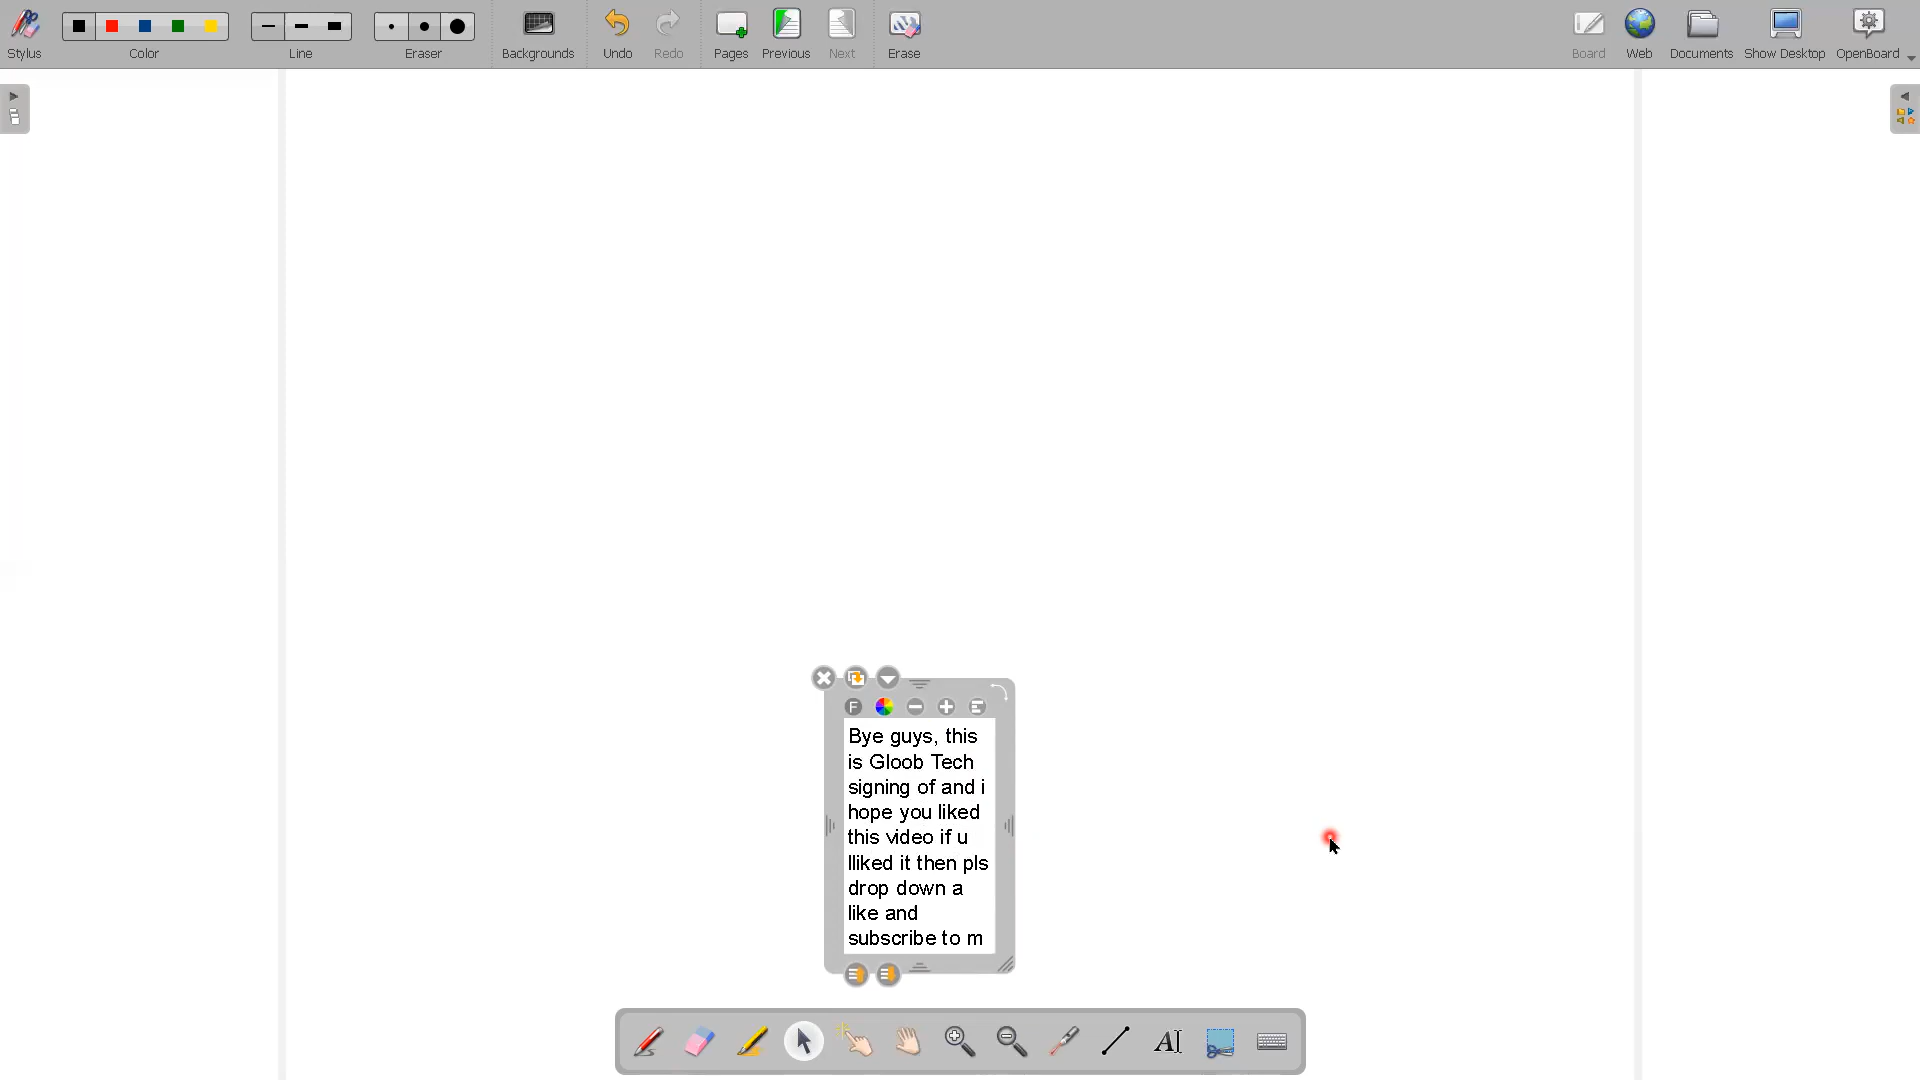 Stylus
Color
Line
Eraser
Backgrounds
Undo
Redo
Pages
Previous
Next
Erase
Board
Web
Documents
Show Desktop
OpenBoard
F
Bye guys, this
is Gloob Tech
signing of and i
hope you liked
this video if u
lliked it then pls
drop down a
like and
subscribe to m
A